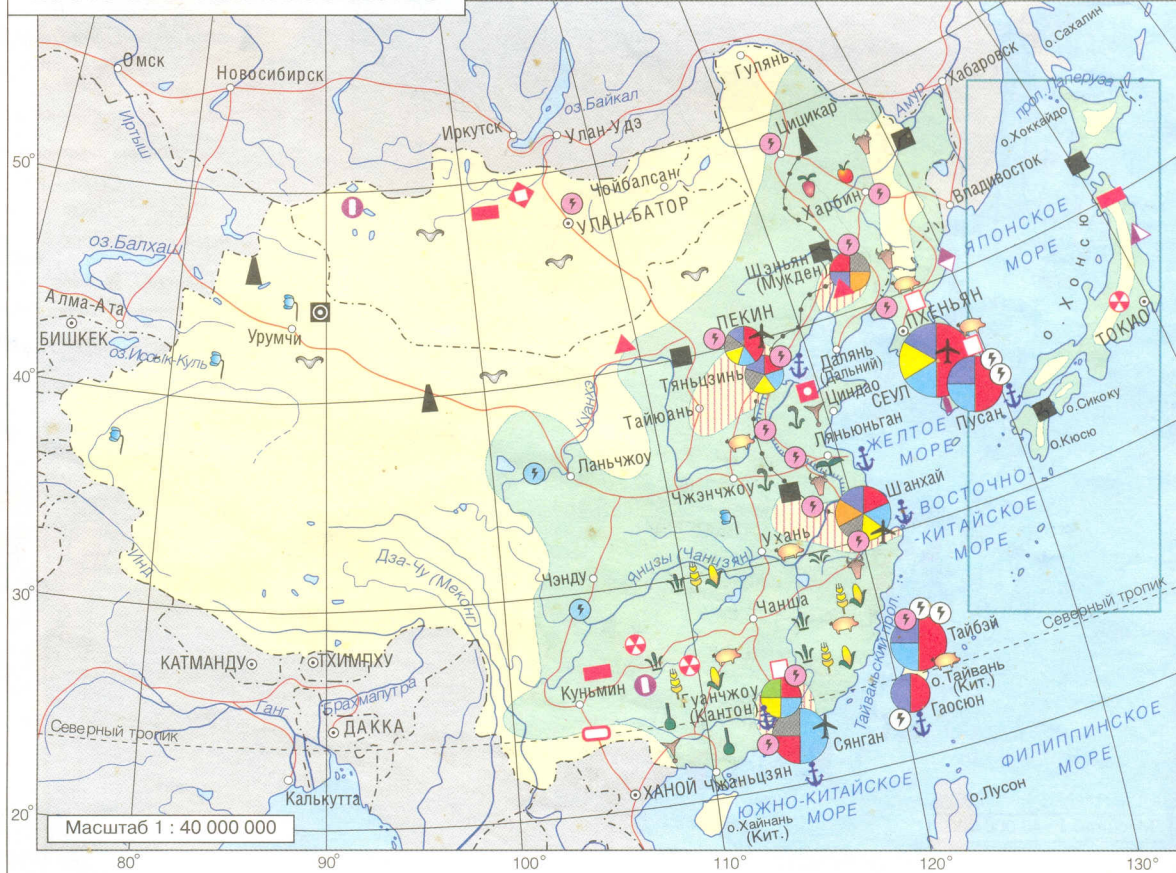 о.Сахалин
Омск
Новосибирск
Гулянь
Хабаровск
прол.Лаперуза
оз.Байкал
Амур
Иртыш
Иркутск
Улан-Удэ
Цицикар
о.Хоккайдо
50°
Чойбалсан
Владивосток
УЛАН-БАТОР
Харбин
ЯПОНСКОЕ
МОРЕ
оз.Балхаш
Шэньян
(Мукден)
о.Хонсю
Алма-Ата
ПЕКИН
ПХЕНЬЯН
ТОКИО
БИШКЕК
Урумчи
оз.Иссык-Куль
Далянь
(Дальний)
40°
Тяньцзинь
Циндао
СЕУЛ
о.Сикоку
Хуанхэ
Тайюань
Ляньюньган
Пусан
ЖЕЛТОЕ
МОРЕ
о.Кюсю
Ланьчжоу
Чжэнчжоу
Шанхай
ВОСТОЧНО-
-КИТАЙСКОЕ
МОРЕ
Ухань
Инд
Дза-Чу (Меконг)
Янцзы (Чанцзян)
Чэнду
30°
Чанша
Северный тропик
Тайваньский прол.
Тайбэй
КАТМАНДУ
ТХИМПХУ
о.Тайвань
(Кит.)
Куньмин
Гуанчжоу
(Кантон)
Гаосюн
Ганг
Брахмапутра
Северный тропик
ДАККА
Сянган
ФИЛИППИНСКОЕ
МОРЕ
Калькутта
ХАНОЙ
Чжаньцзян
ЮЖНО-КИТАЙСКОЕ
МОРЕ
о.Лусон
20°
Масштаб 1 : 40 000 000
о.Хайнань
(Кит.)
80°
90°
100°
110°
120°
130°